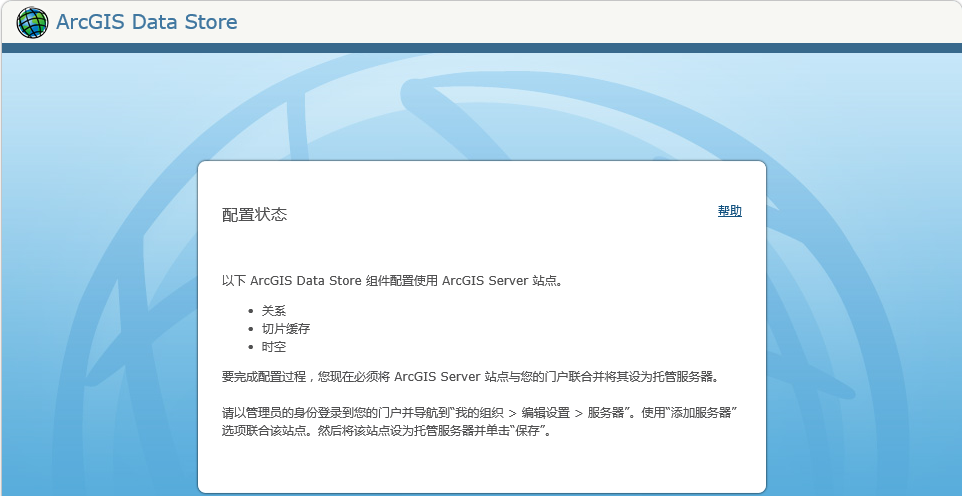 ArcGIS Data Store
配置状态
帮助
以下 ArcGIS Data Store 组件配置使用 ArcGIS Server 站点。
• 关系
• 切片缓存
• 时空
要完成配置过程，您现在必须将 ArcGIS Server 站点与您的门户联合并将其设为托管服务器。
请以管理员的身份登录到您的门户并导航到“我的组织 > 编辑设置 > 服务器”。使用“添加服务器”
选项联合该站点。然后将该站点设为托管服务器并单击“保存”。